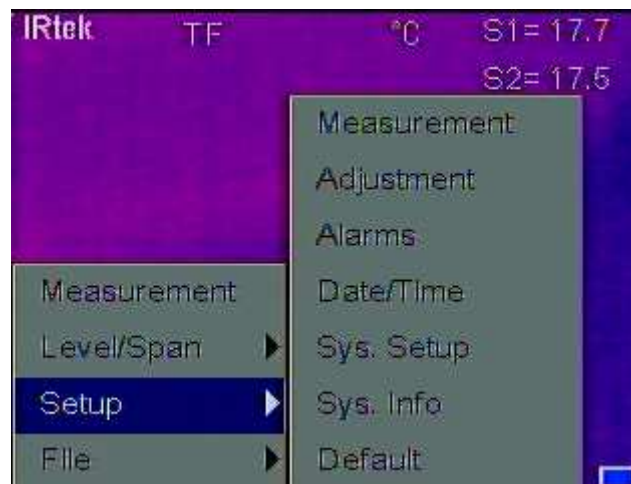 IRtek TF °C S1= 17.7
S2= 17.5
Measurement
Adjustment
Alarms
Date/Time
Sys. Setup
Sys. Info
Default
Measurement
Level/Span
Setup
File